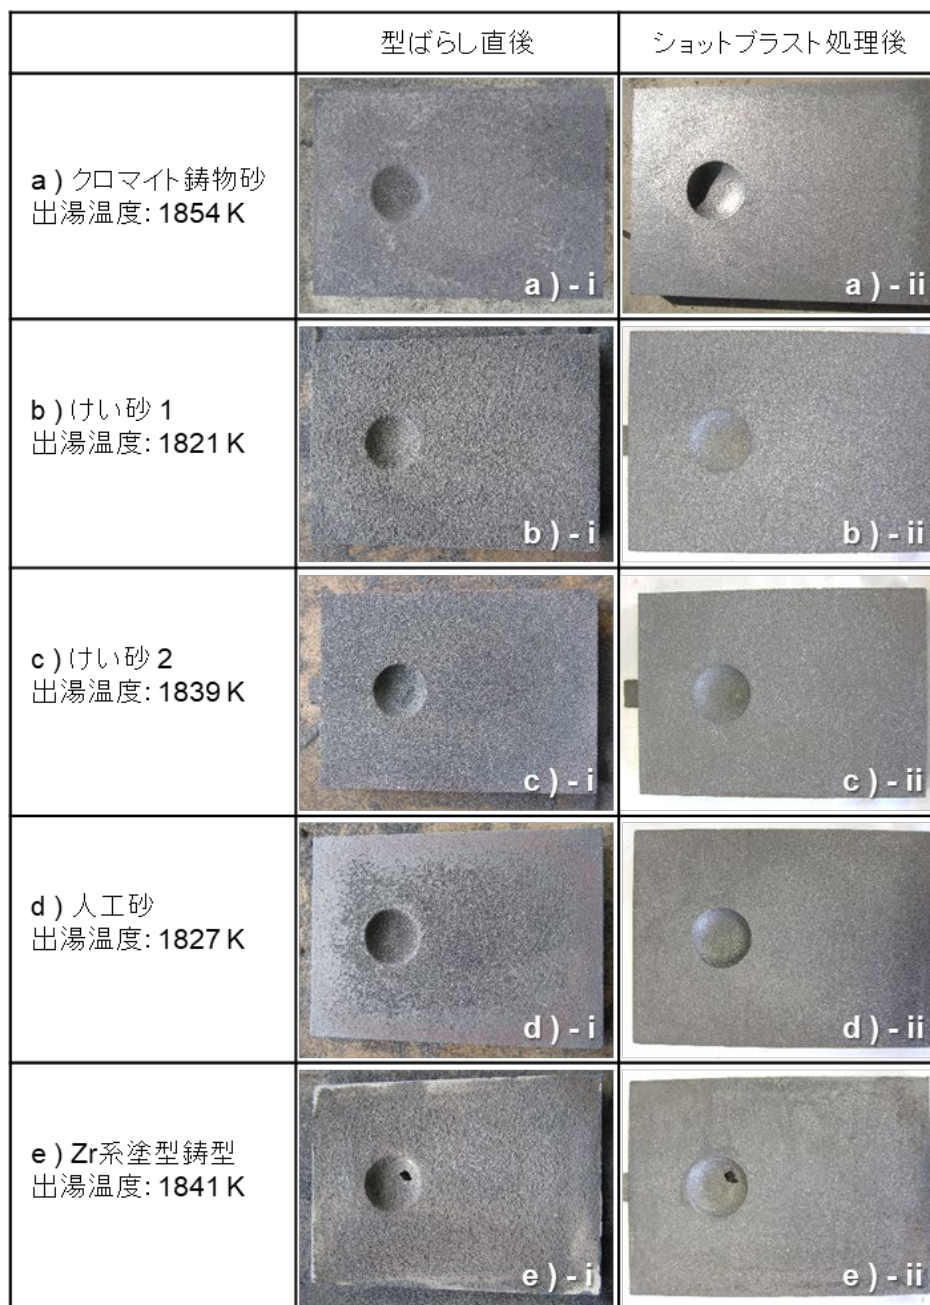 型ばらし直後
ショットブラスト処理後
a ) クロマイト鋳物砂
出湯温度: 1854 K
a ) - i
a ) - ii
b ) けい砂 1
出湯温度: 1821 K
b ) - i
b ) - ii
c ) けい砂 2
出湯温度: 1839 K
c ) - i
c ) - ii
d ) 人工砂
出湯温度: 1827 K
d ) - i
d ) - ii
e ) Zr系塗型鋳型
出湯温度: 1841 K
e ) - i
e ) - ii